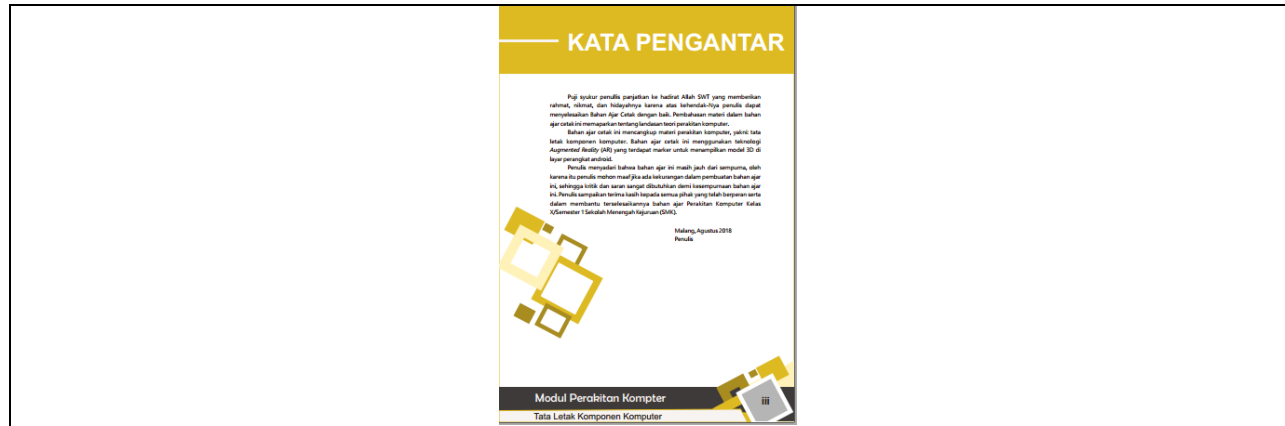 KATA PENGANTAR
Puji syukur penullis panjatkan ke hadirat Allah SWT yang memberikan
rahmat, nikmat, dan hidayahnya karena atas kehendak-Nya penulis dapat
menyelesaikan Bahan Ajar Cetak dengan baik. Pembahasan materi dalam bahan
ajar cetak ini memaparkan tentang landasan teori perakitan komputer.
Bahan ajar cetak ini mencangkup materi perakitan komputer, yakni: tata
letak komponen komputer. Bahan ajar cetak ini menggunakan teknologi
Augmented Reality (AR) yang terdapat marker untuk menampilkan model 3D di
layar perangkat android.
Penulis menyadari bahwa bahan ajar ini masih jauh dari sempurna, oleh
karena itu penulis mohon maaf jika ada kekurangan dalam pembuatan bahan ajar
ini, sehingga kritik dan saran sangat dibutuhkan demi kesempurnaan bahan ajar
ini. Penulis sampaikan terima kasih kepada semua pihak yang telah berperan serta
dalam membantu terselesaikannya bahan ajar Perakitan Komputer Kelas
X/Semester 1 Sekolah Menengah Kejuruan (SMK).
Malang, Agustus 2018
Penulis
Modul Perakitan Kompter
iii
Tata Letak Komponen Komputer